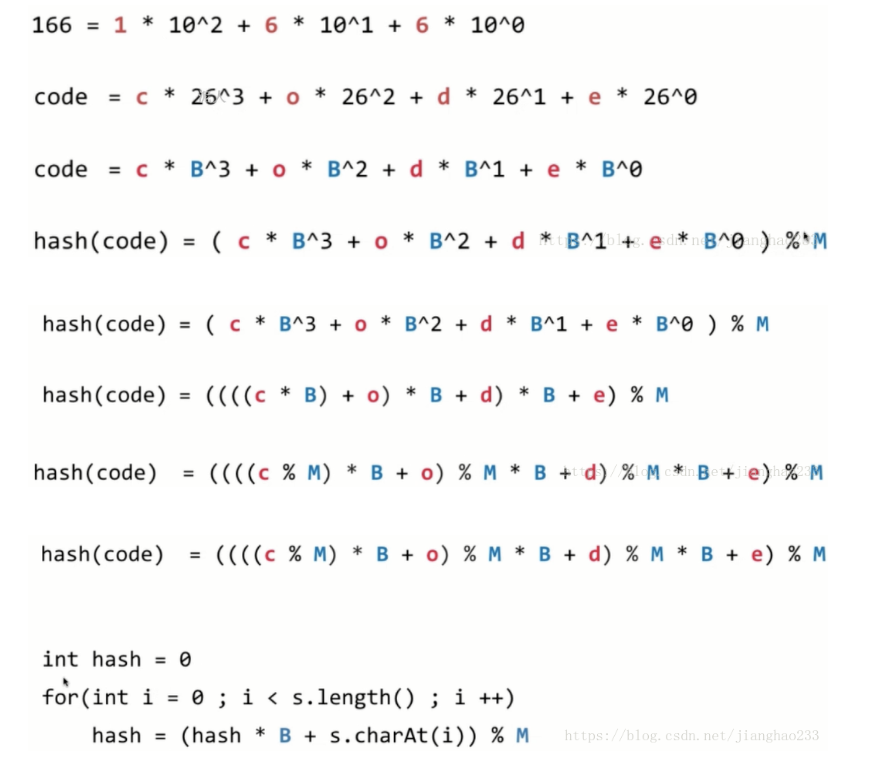 166 = 1 * 10^2 + 6 * 10^1 + 6 * 10^0
code = c * 26^3 + o * 26^2 + d * 26^1 + e * 26^0
code = c * B^3 + o * B^2 + d * B^1 + e * B^0
hash(code) = ( c * B^3 + o * B^2 + d * B^1 + e * B^0 ) % M
hash(code) = ( c * B^3 + o * B^2 + d * B^1 + e * B^0 ) % M
hash(code) = ((((c * B) + o) * B + d) * B + e) % M
hash(code) = ((((c % M) * B + o) % M * B + d) % M * B + e) % M
hash(code) = ((((c % M) * B + o) % M * B + d) % M * B + e) % M
int hash = 0
for(int i = 0 ; i < s.length() ; i ++)
hash = (hash * B + s.charAt(i)) % M
https://blog.csdn.net/jianghao233